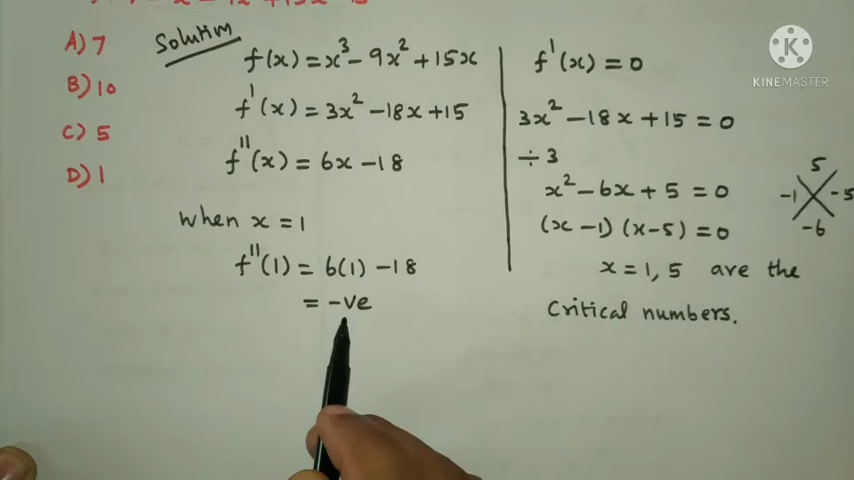 A) 7
B) 10
C) 5
D) 1
Solution
f(x) = x³ - 9x² + 15x
f'(x) = 3x² - 18x + 15
f''(x) = 6x - 18
when x = 1
f''(1) = 6(1) - 18
= -ve
f'(x) = 0
3x² - 18x + 15 = 0
÷ 3
x² - 6x + 5 = 0
(x - 1) (x - 5) = 0
x = 1, 5 are the
Critical numbers.
5
-1 -5
-6
K
KINEMASTER